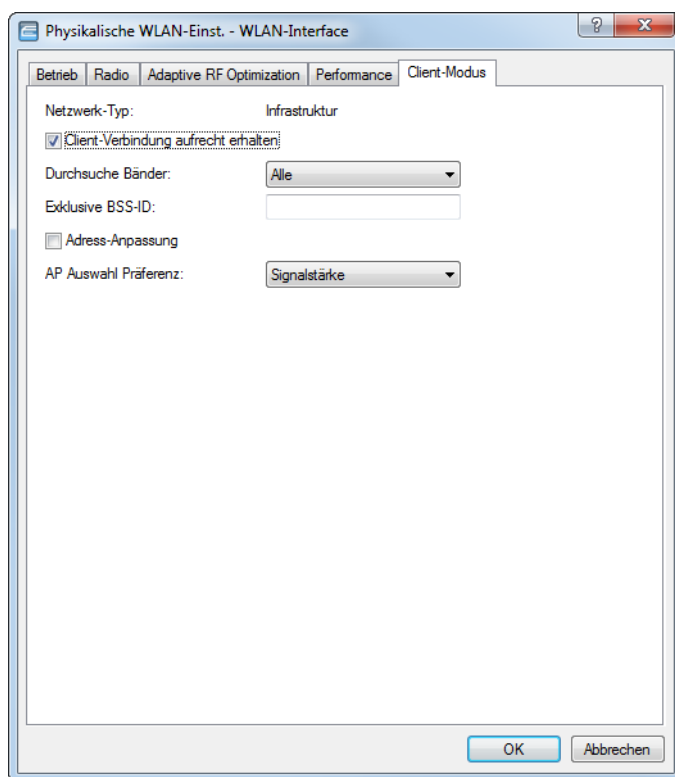 Physikalische WLAN-Einst. - WLAN-Interface
Betrieb Radio Adaptive RF Optimization Performance Client-Modus
Netzwerk-Typ: Infrastruktur
Client-Verbindung aufrecht erhalten
Durchsuche Bänder: Alle
Exklusive BSS-ID:
Adress-Anpassung
AP Auswahl Präferenz: Signalstärke
OK Abbrechen